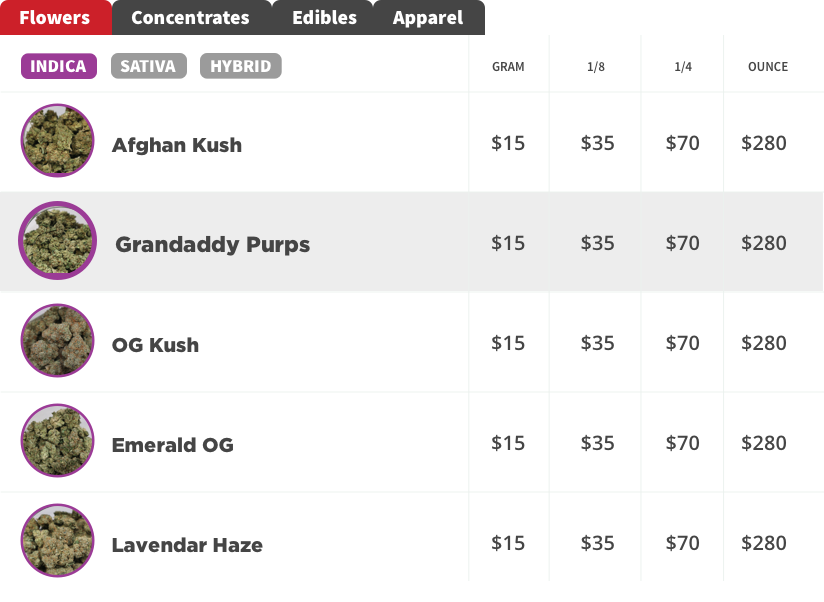 Flowers Concentrates Edibles Apparel
INDICA SATIVA HYBRID GRAM 1/8 1/4 OUNCE
Afghan Kush $15 $35 $70 $280
Grandaddy Purps $15 $35 $70 $280
OG Kush $15 $35 $70 $280
Emerald OG $15 $35 $70 $280
Lavendar Haze $15 $35 $70 $280